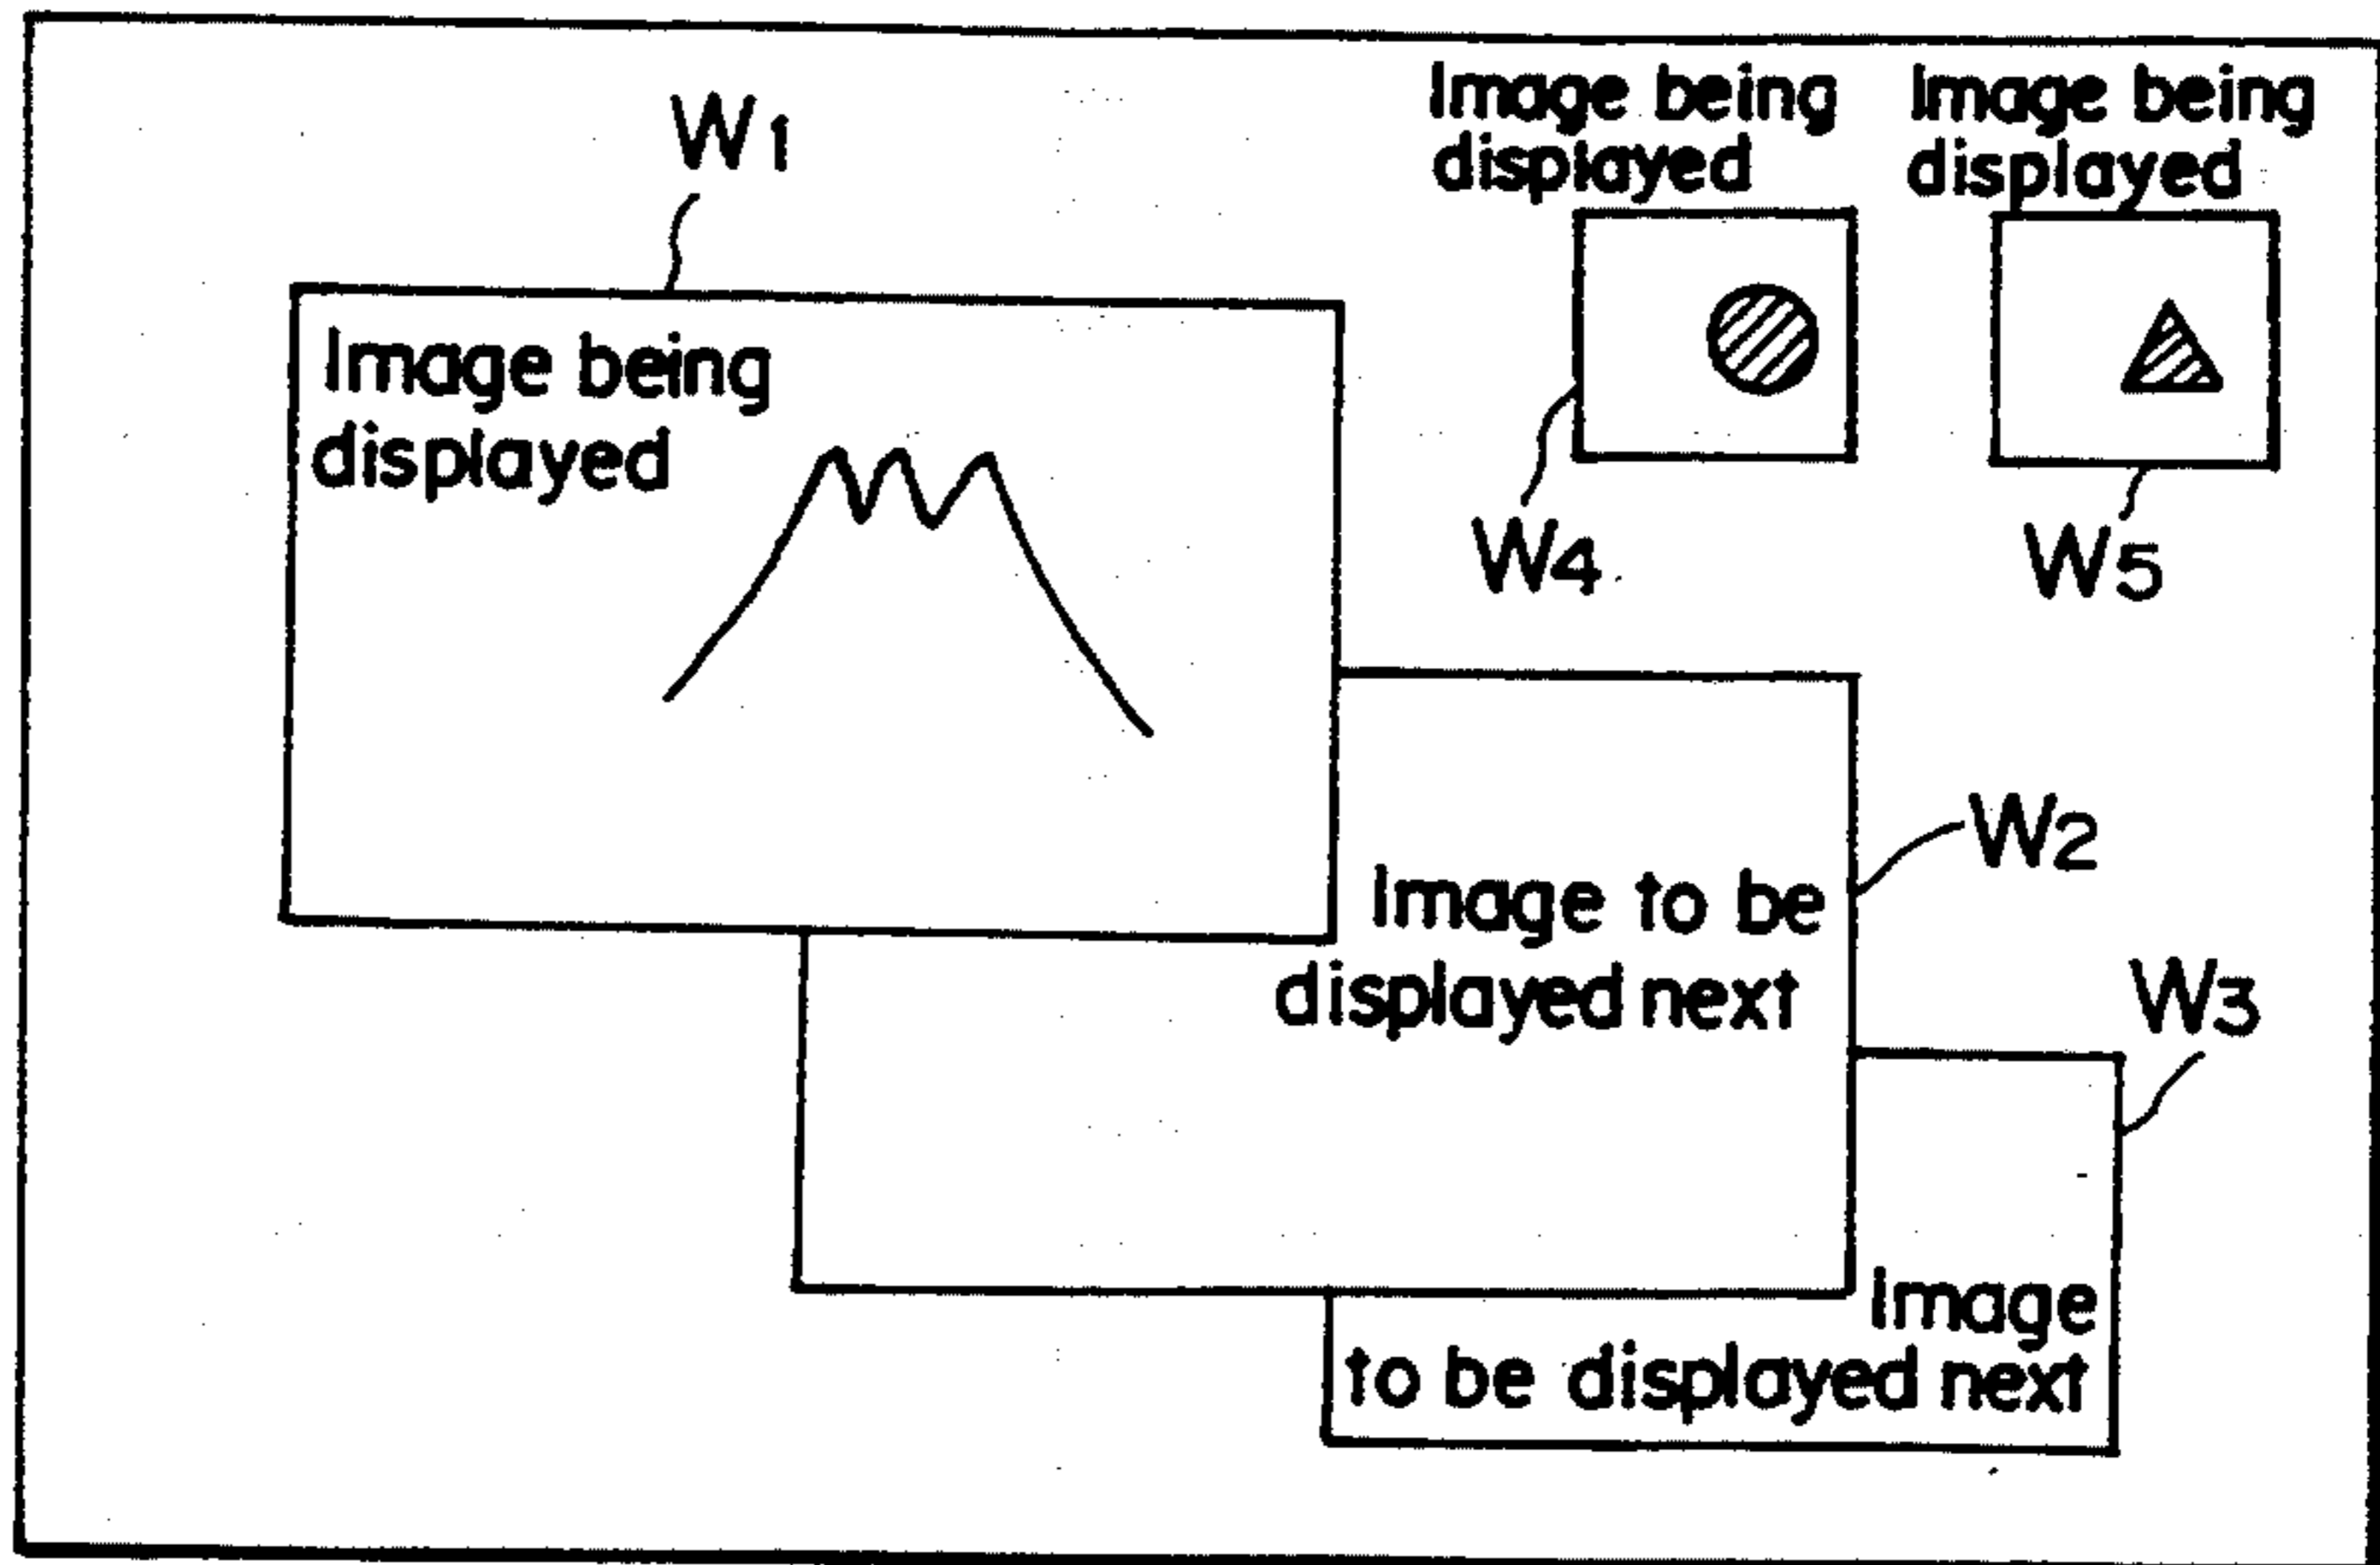 W1
Image being
displayed
Image being
displayed
Image being
displayed
W4
W5
W2
Image to be
displayed next
W3
Image
to be displayed next